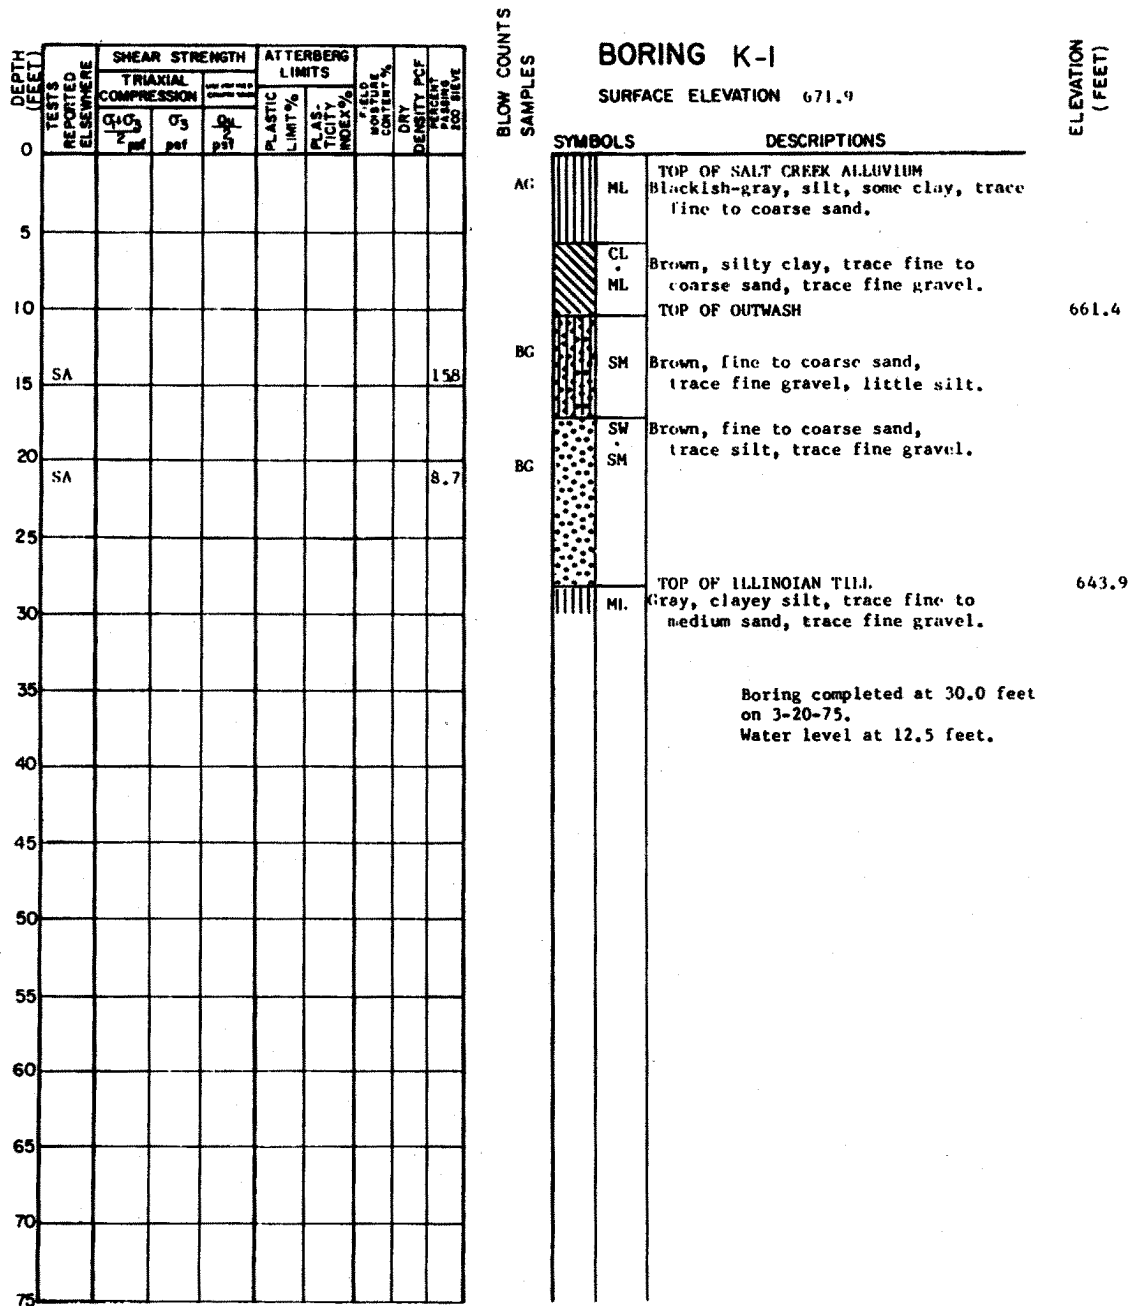 BORING K-1
SURFACE ELEVATION 671.9
DEPTH (FEET)
TESTS REPORTED ELSEWHERE
SHEAR STRENGTH
TRIAXIAL COMPRESSION
σ1+σ3
2
psf
σ3
psf
qu
2
psf
ATTERBERG LIMITS
PLASTIC LIMIT %
PLAS-
TICITY INDEX %
FIELD MOISTURE CONTENT %
DRY DENSITY PCF
PERCENT PASSING 200 SIEVE
BLOW COUNTS
SAMPLES
SYMBOLS
DESCRIPTIONS
ELEVATION (FEET)
0
TOP OF SALT CREEK ALLUVIUM
AG ML Blackish-gray, silt, some clay, trace
fine to coarse sand.
5
CL
ML
Brown, silty clay, trace fine to
coarse sand, trace fine gravel.
10 TOP OF OUTWASH 661.4
BG SM Brown, fine to coarse sand,
trace fine gravel, little silt.
SA 158
15
SW Brown, fine to coarse sand,
trace silt, trace fine gravel.
20
SM
BG
SA 8.7
25
TOP OF ILLINOIAN TILL 643.9
ML Gray, clayey silt, trace fine to
medium sand, trace fine gravel.
30
35
Boring completed at 30.0 feet
on 3-20-75.
Water level at 12.5 feet.
40
45
50
55
60
65
70
75